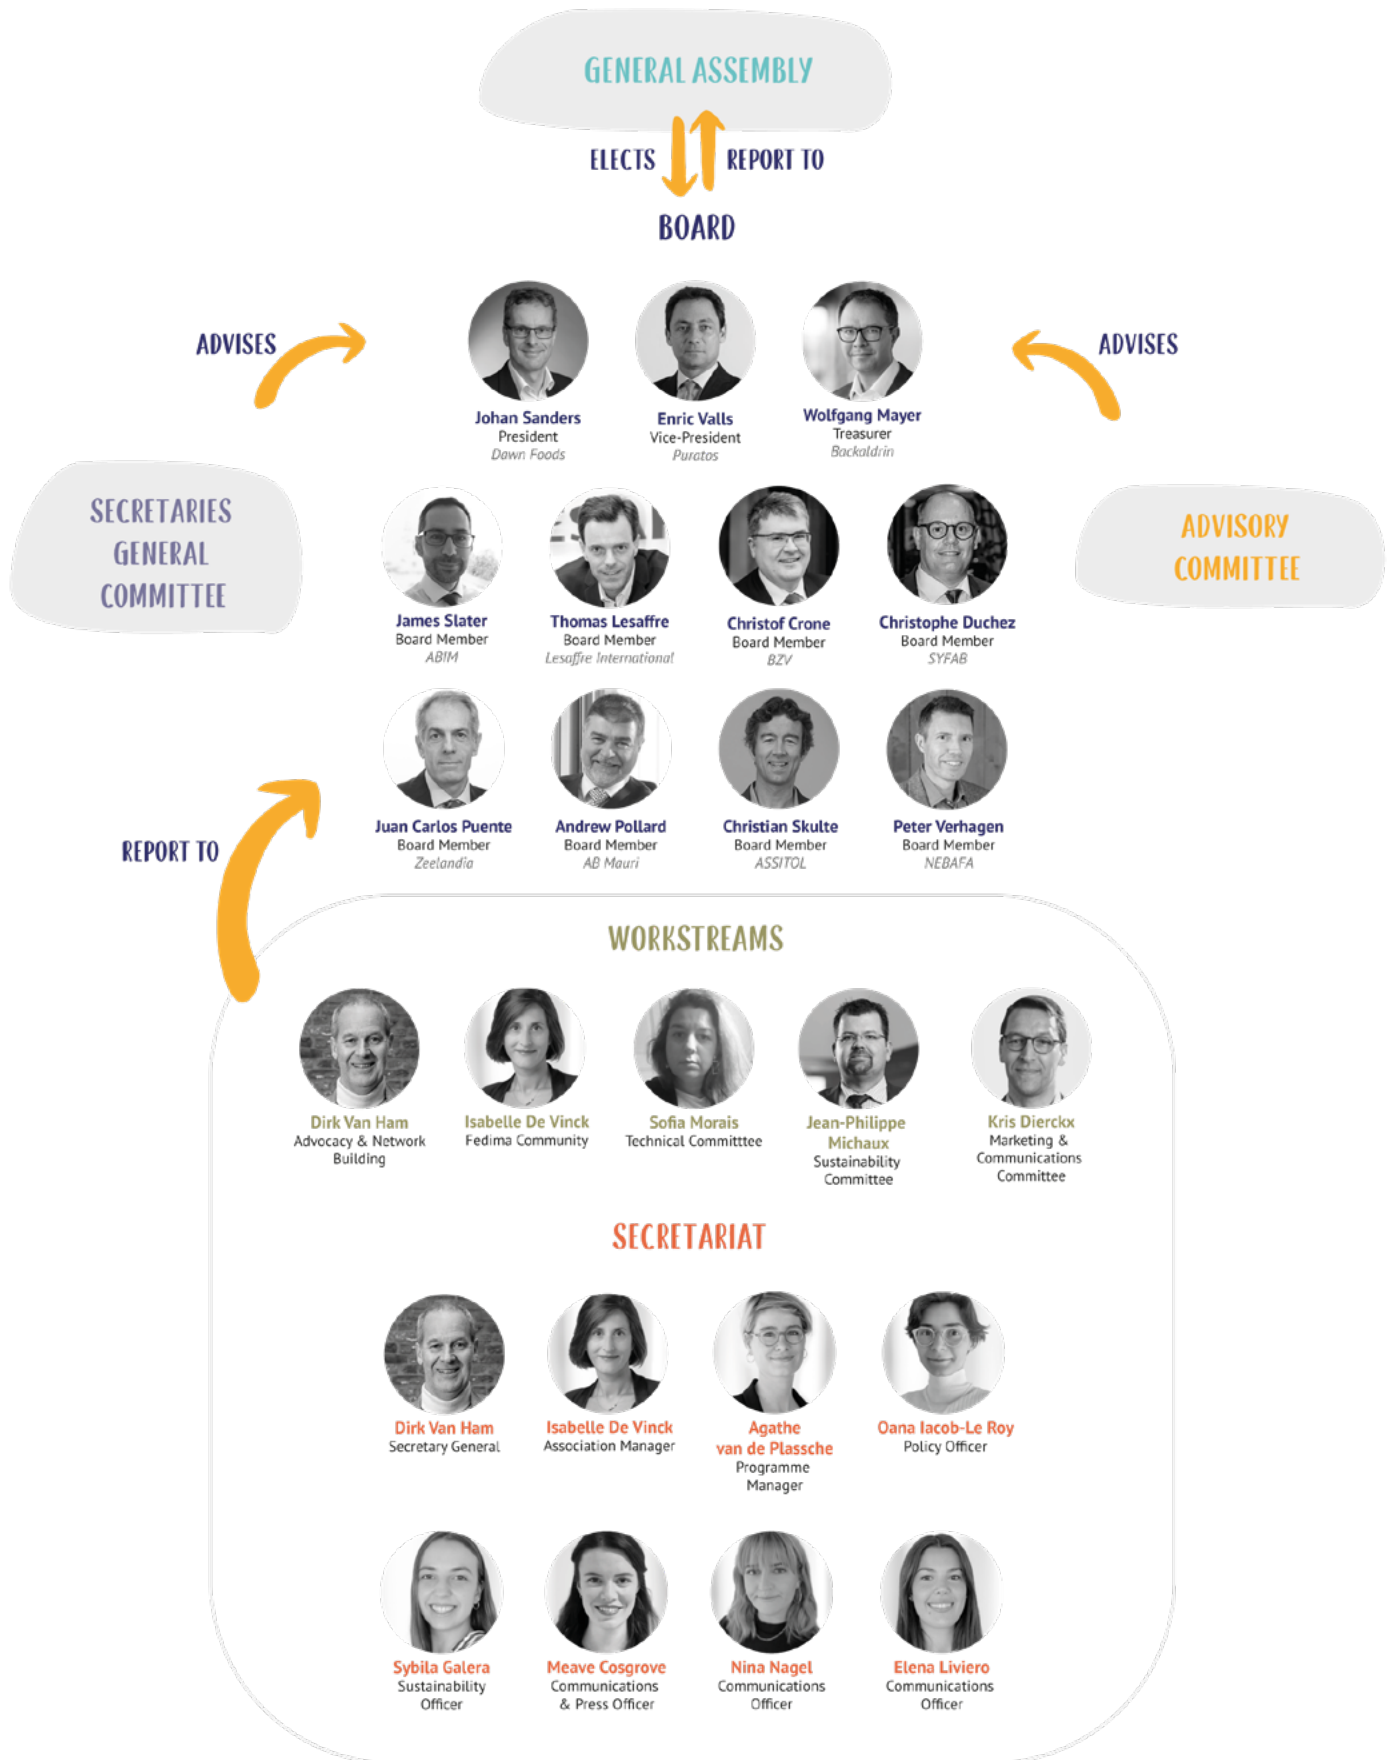 GENERAL ASSEMBLY
ELECTS
REPORT TO
BOARD
ADVISES
ADVISES
Johan Sanders
President
Dawn Foods
Enric Valls
Vice-President
Puratos
Wolfgang Mayer
Treasurer
Backaldrin
SECRETARIES
GENERAL
COMMITTEE
ADVISORY
COMMITTEE
James Slater
Board Member
ABIM
Thomas Lesaffre
Board Member
Lesaffre International
Christof Crone
Board Member
BZV
Christophe Duchez
Board Member
SYFAB
Juan Carlos Puente
Board Member
Zeelandia
Andrew Pollard
Board Member
AB Mauri
Christian Skulte
Board Member
ASSITOL
Peter Verhagen
Board Member
NEBAFA
REPORT TO
WORKSTREAMS
Dirk Van Ham
Advocacy & Network
Building
Isabelle De Vinck
Fedima Community
Sofia Morais
Technical Committtee
Jean-Philippe
Michaux
Sustainability
Committee
Kris Dierckx
Marketing &
Communications
Committee
SECRETARIAT
Dirk Van Ham
Secretary General
Isabelle De Vinck
Association Manager
Agathe
van de Plassche
Programme
Manager
Oana Iacob-Le Roy
Policy Officer
Sybila Galera
Sustainability
Officer
Meave Cosgrove
Communications
& Press Officer
Nina Nagel
Communications
Officer
Elena Liviero
Communications
Officer